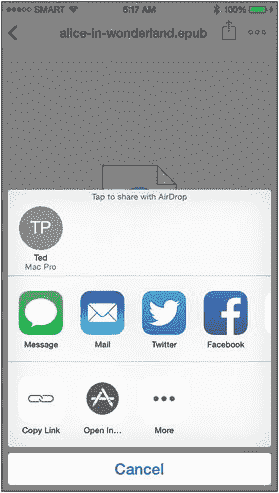 SMART 5:17 AM 100%
alice-in-wonderland.epub
Tap to share with AirDrop
TP
Ted
Mac Pro
Message Mail Twitter Facebook
Copy Link Open in... More
Cancel